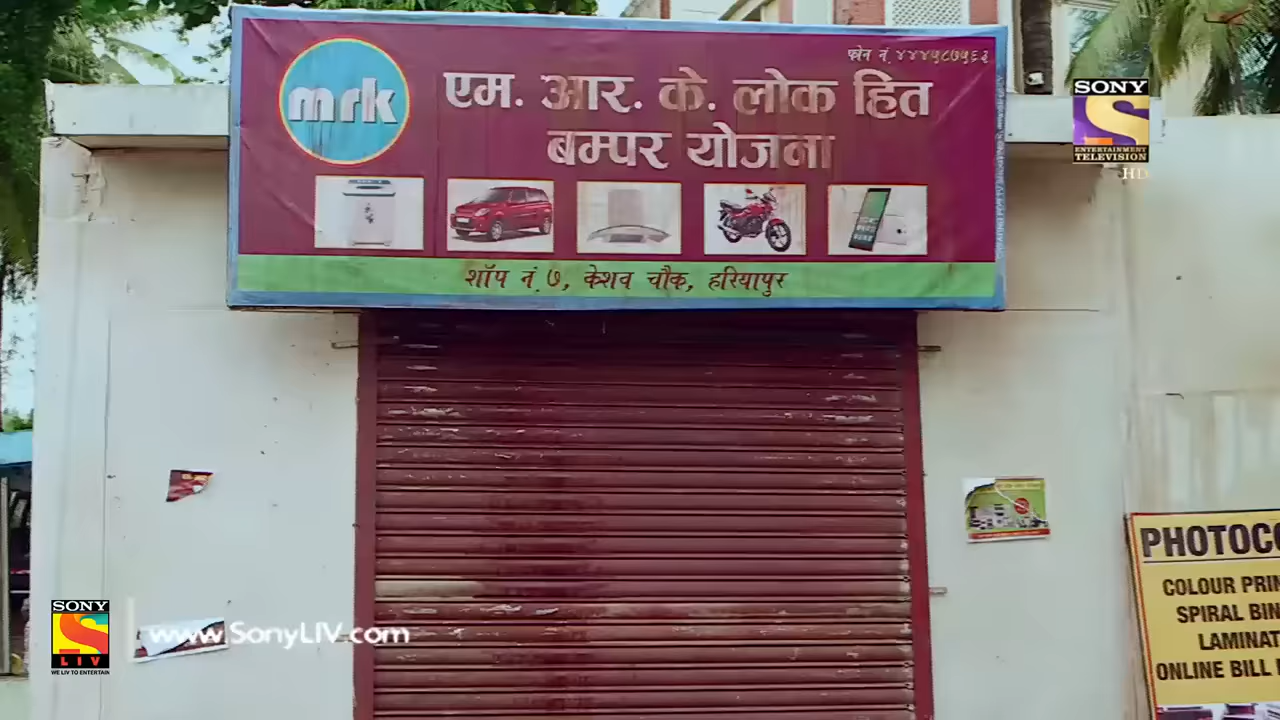 फोन नं. ४४४५८७५६३
mrk
एम. आर. के. लोक हित
बम्पर योजना
शॉप नं. ७, केशव चौक, हरियापुर
SONY
ENTERTAINMENT
TELEVISION
HD
PHOTOCO
COLOUR PRIN
SPIRAL BIN
LAMINAT
ONLINE BILL
SONY
LIV
WE LIV TO ENTERTAIN
www.SonyLIV.com